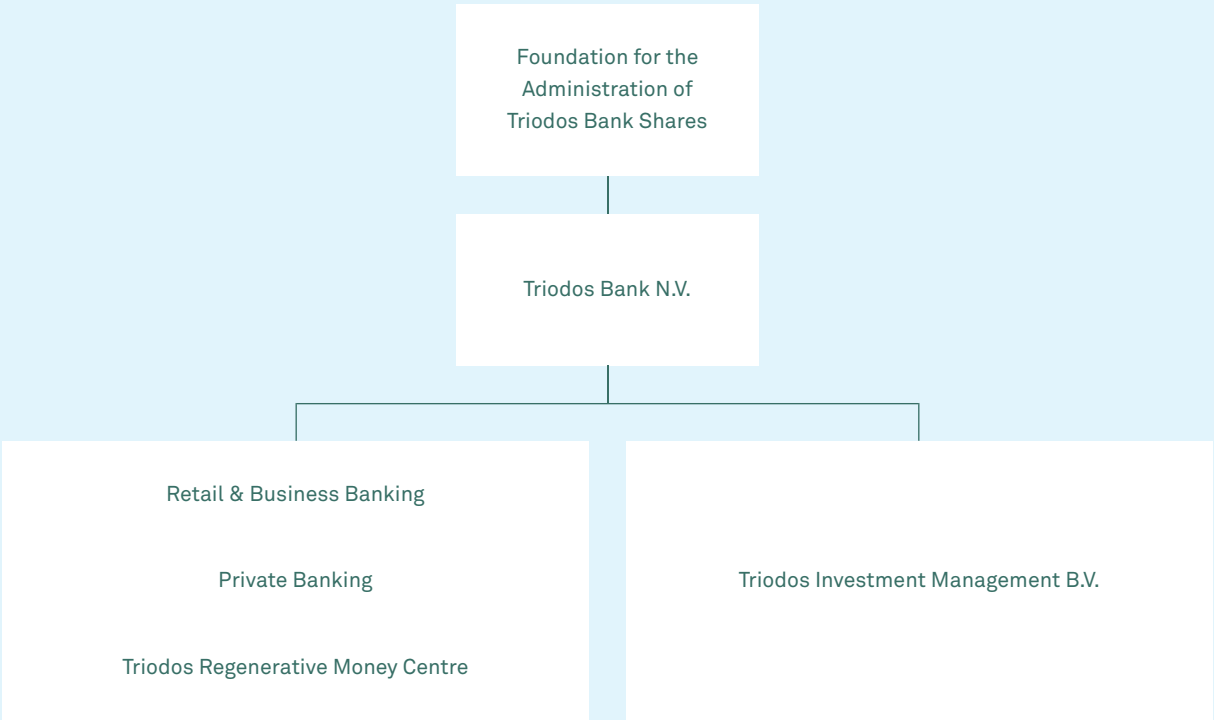 Foundation for the
Administration of
Triodos Bank Shares
Triodos Bank N.V.
Retail & Business Banking
Private Banking
Triodos Regenerative Money Centre
Triodos Investment Management B.V.